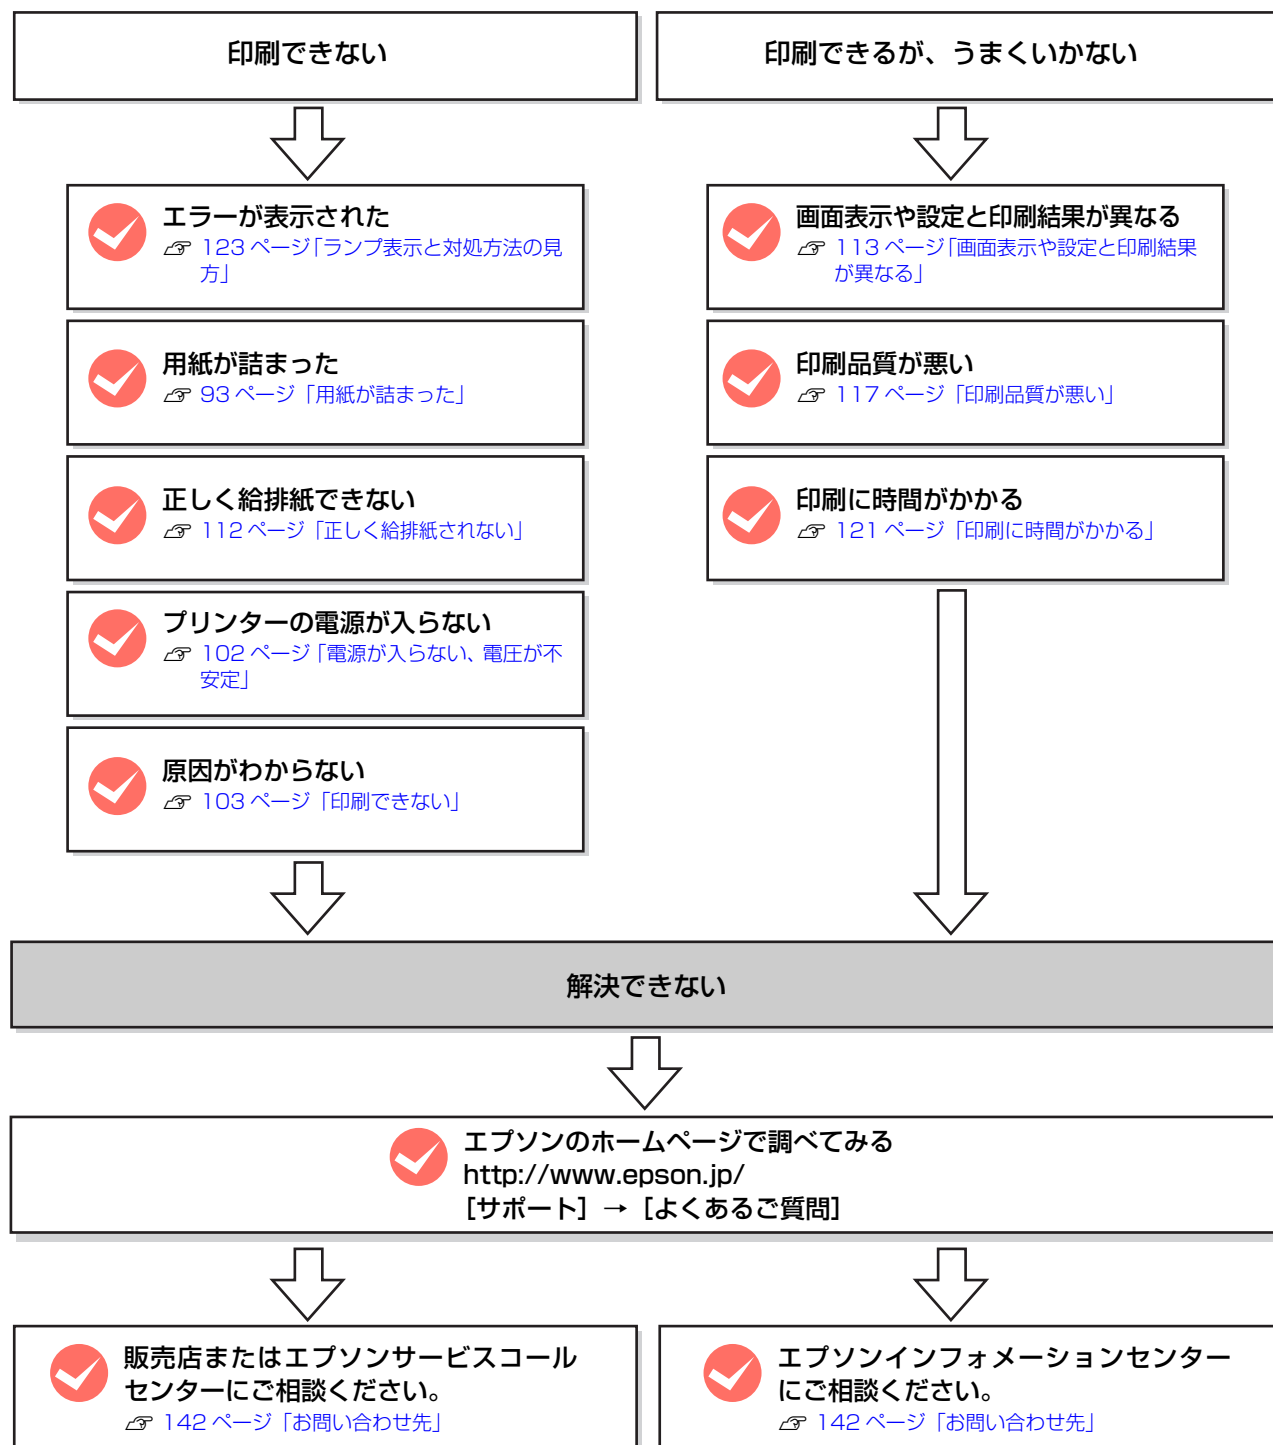 印刷できない
印刷できるが、うまくいかない
エラーが表示された
123 ページ「ランプ表示と対処方法の見
方」
用紙が詰まった
93 ページ「用紙が詰まった」
正しく給排紙できない
112 ページ「正しく給排紙されない」
プリンターの電源が入らない
102 ページ「電源が入らない、電圧が不
安定」
原因がわからない
103 ページ「印刷できない」
画面表示や設定と印刷結果が異なる
113 ページ「画面表示や設定と印刷結果
が異なる」
印刷品質が悪い
117 ページ「印刷品質が悪い」
印刷に時間がかかる
121 ページ「印刷に時間がかかる」
解決できない
エプソンのホームページで調べてみる
http://www.epson.jp/
［サポート］→［よくあるご質問］
販売店またはエプソンサービスコール
センターにご相談ください。
142 ページ「お問い合わせ先」
エプソンインフォメーションセンター
にご相談ください。
142 ページ「お問い合わせ先」